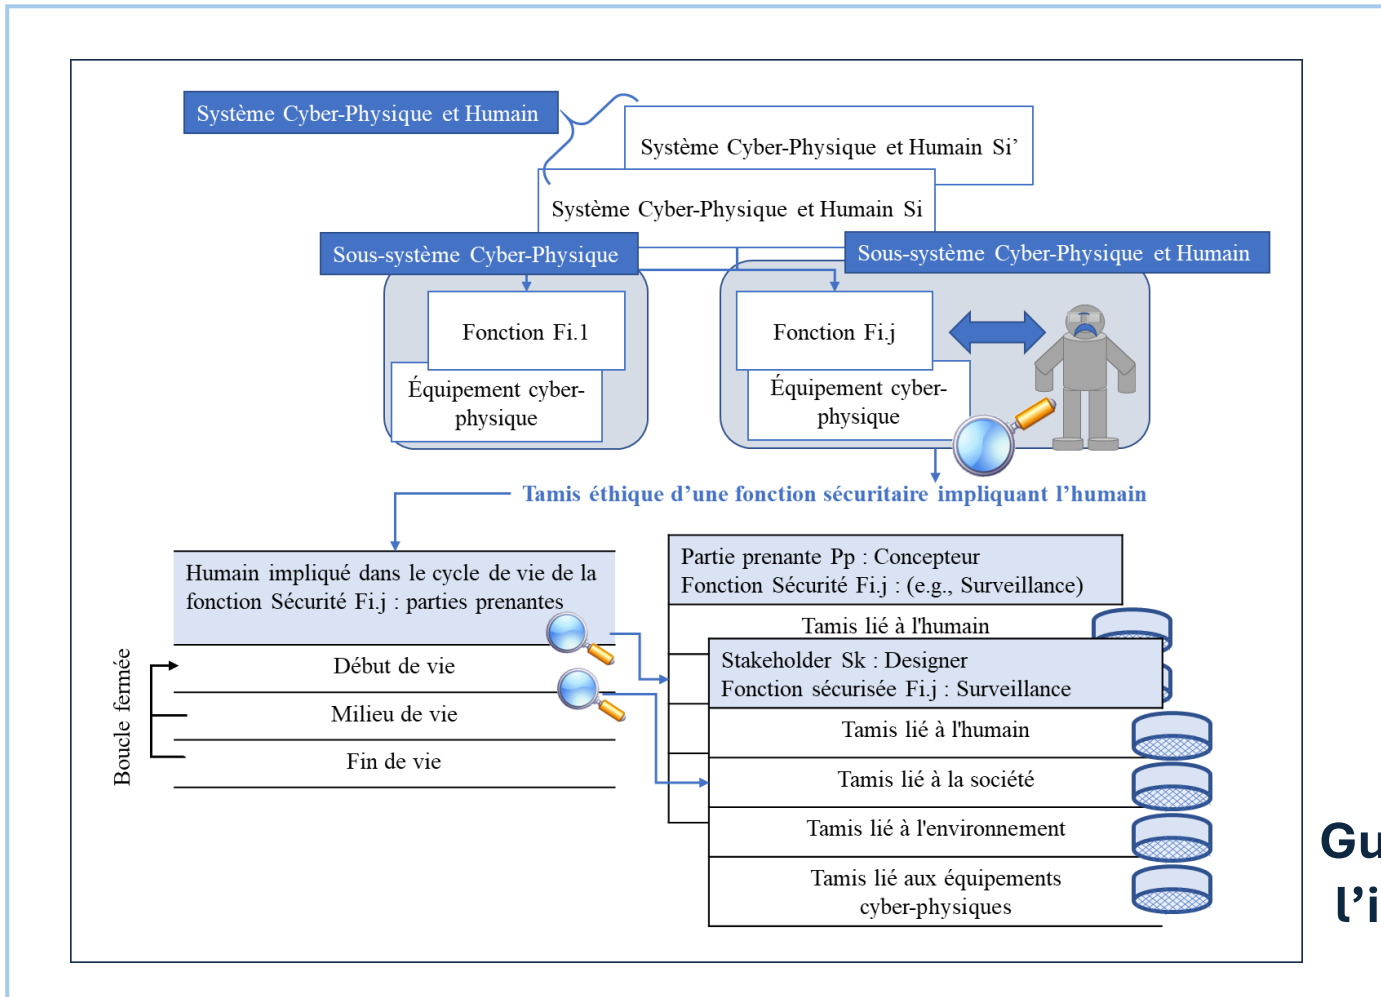 Système Cyber-Physique et Humain
Système Cyber-Physique et Humain Si’
Système Cyber-Physique et Humain Si
Sous-système Cyber-Physique
Sous-système Cyber-Physique et Humain
Fonction Fi.1
Équipement cyber-
physique
Fonction Fi.j
Équipement cyber-
physique
Tamis éthique d’une fonction sécuritaire impliquant l’humain
Humain impliqué dans le cycle de vie de la
fonction Sécurité Fi.j : parties prenantes
Début de vie
Milieu de vie
Fin de vie
Boucle fermée
Partie prenante Pp : Concepteur
Fonction Sécurité Fi.j : (e.g., Surveillance)
Tamis lié à l'humain
Stakeholder Sk : Designer
Fonction sécurisée Fi.j : Surveillance
Tamis lié à l'humain
Tamis lié à la société
Tamis lié à l'environnement
Tamis lié aux équipements
cyber-physiques
Gu
l’i